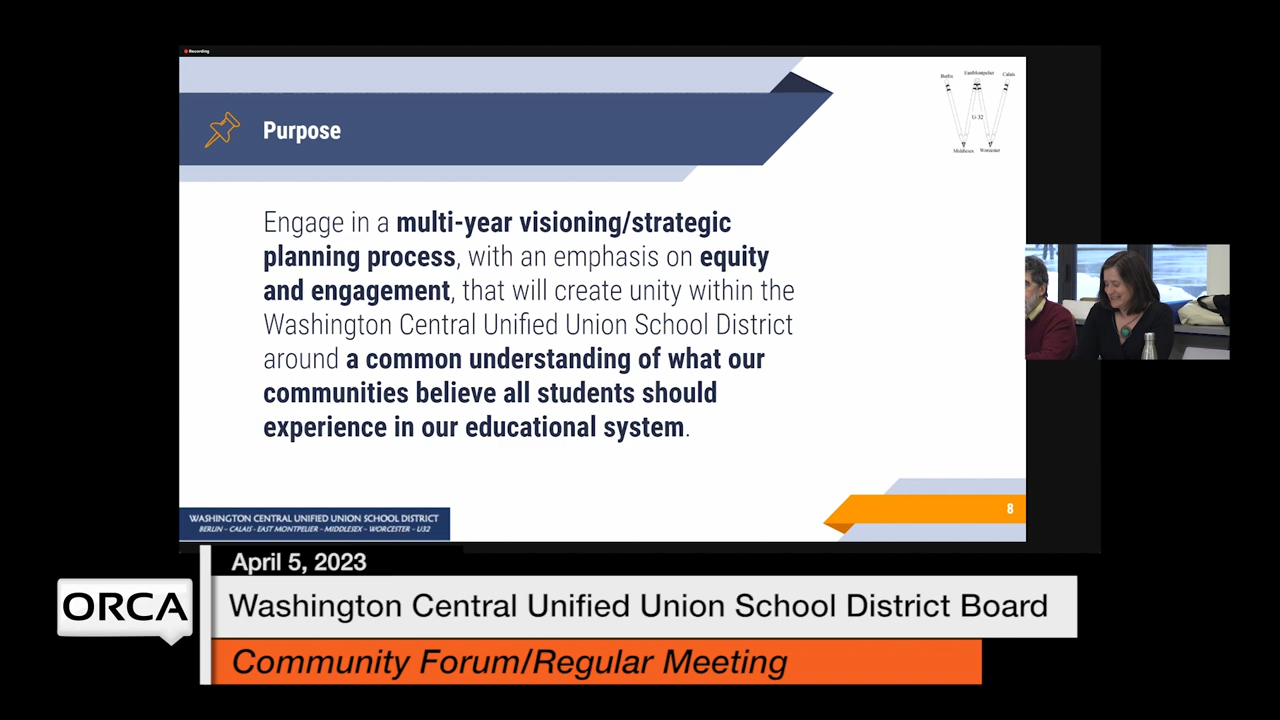 Recording
Purpose
Berlin
EastMontpelier
Calais
U-32
Middlesex
Worcester
Engage in a multi-year visioning/strategic
planning process, with an emphasis on equity
and engagement, that will create unity within the
Washington Central Unified Union School District
around a common understanding of what our
communities believe all students should
experience in our educational system.
8
WASHINGTON CENTRAL UNIFIED UNION SCHOOL DISTRICT
BERLIN - CALAIS - EAST MONTPELIER - MIDDLESEX - WORCESTER - U32
April 5, 2023
ORCA
Washington Central Unified Union School District Board
Community Forum/Regular Meeting